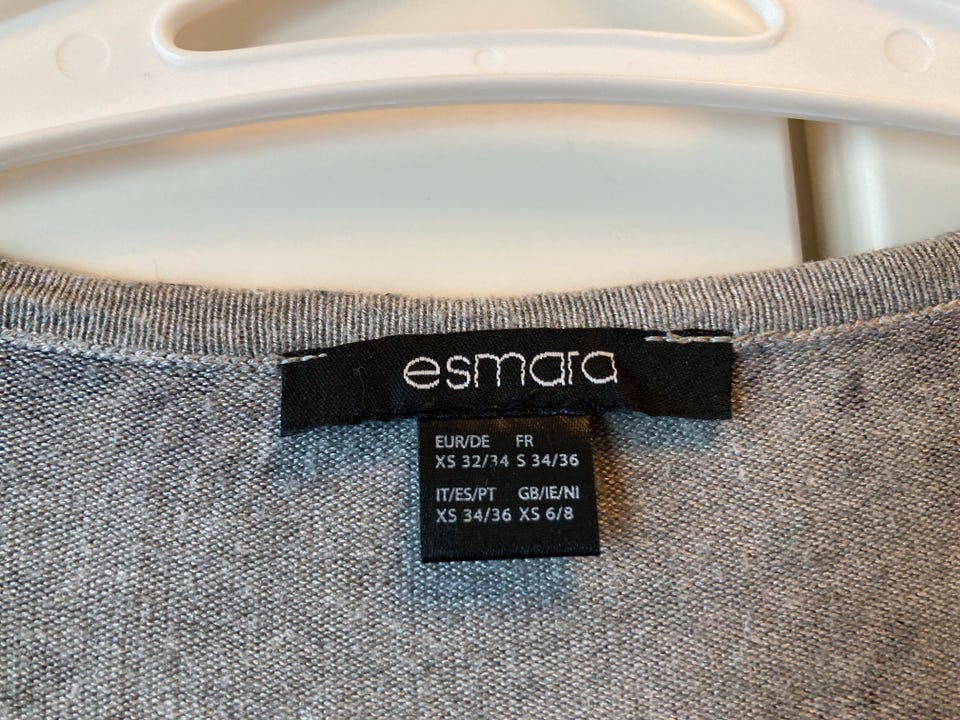 esmara
EUR/DE FR
XS 32/34 S 34/36
IT/ES/PT GB/IE/NI
XS 34/36 XS 6/8